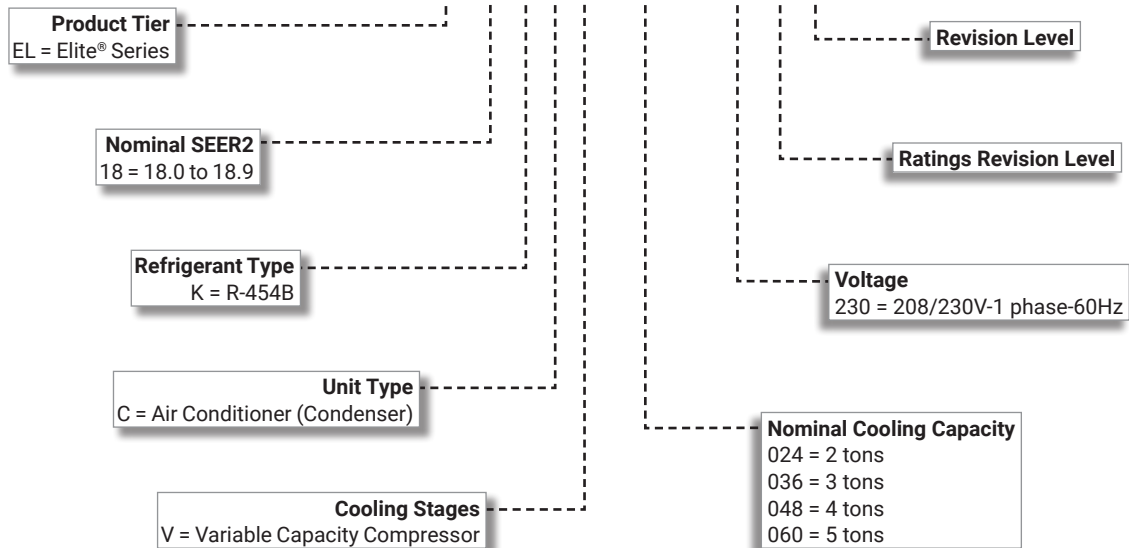 Product Tier
EL = Elite® Series
Revision Level
Nominal SEER2
18 = 18.0 to 18.9
Ratings Revision Level
Refrigerant Type
K = R-454B
Voltage
230 = 208/230V-1 phase-60Hz
Unit Type
C = Air Conditioner (Condenser)
Nominal Cooling Capacity
024 = 2 tons
036 = 3 tons
048 = 4 tons
060 = 5 tons
Cooling Stages
V = Variable Capacity Compressor